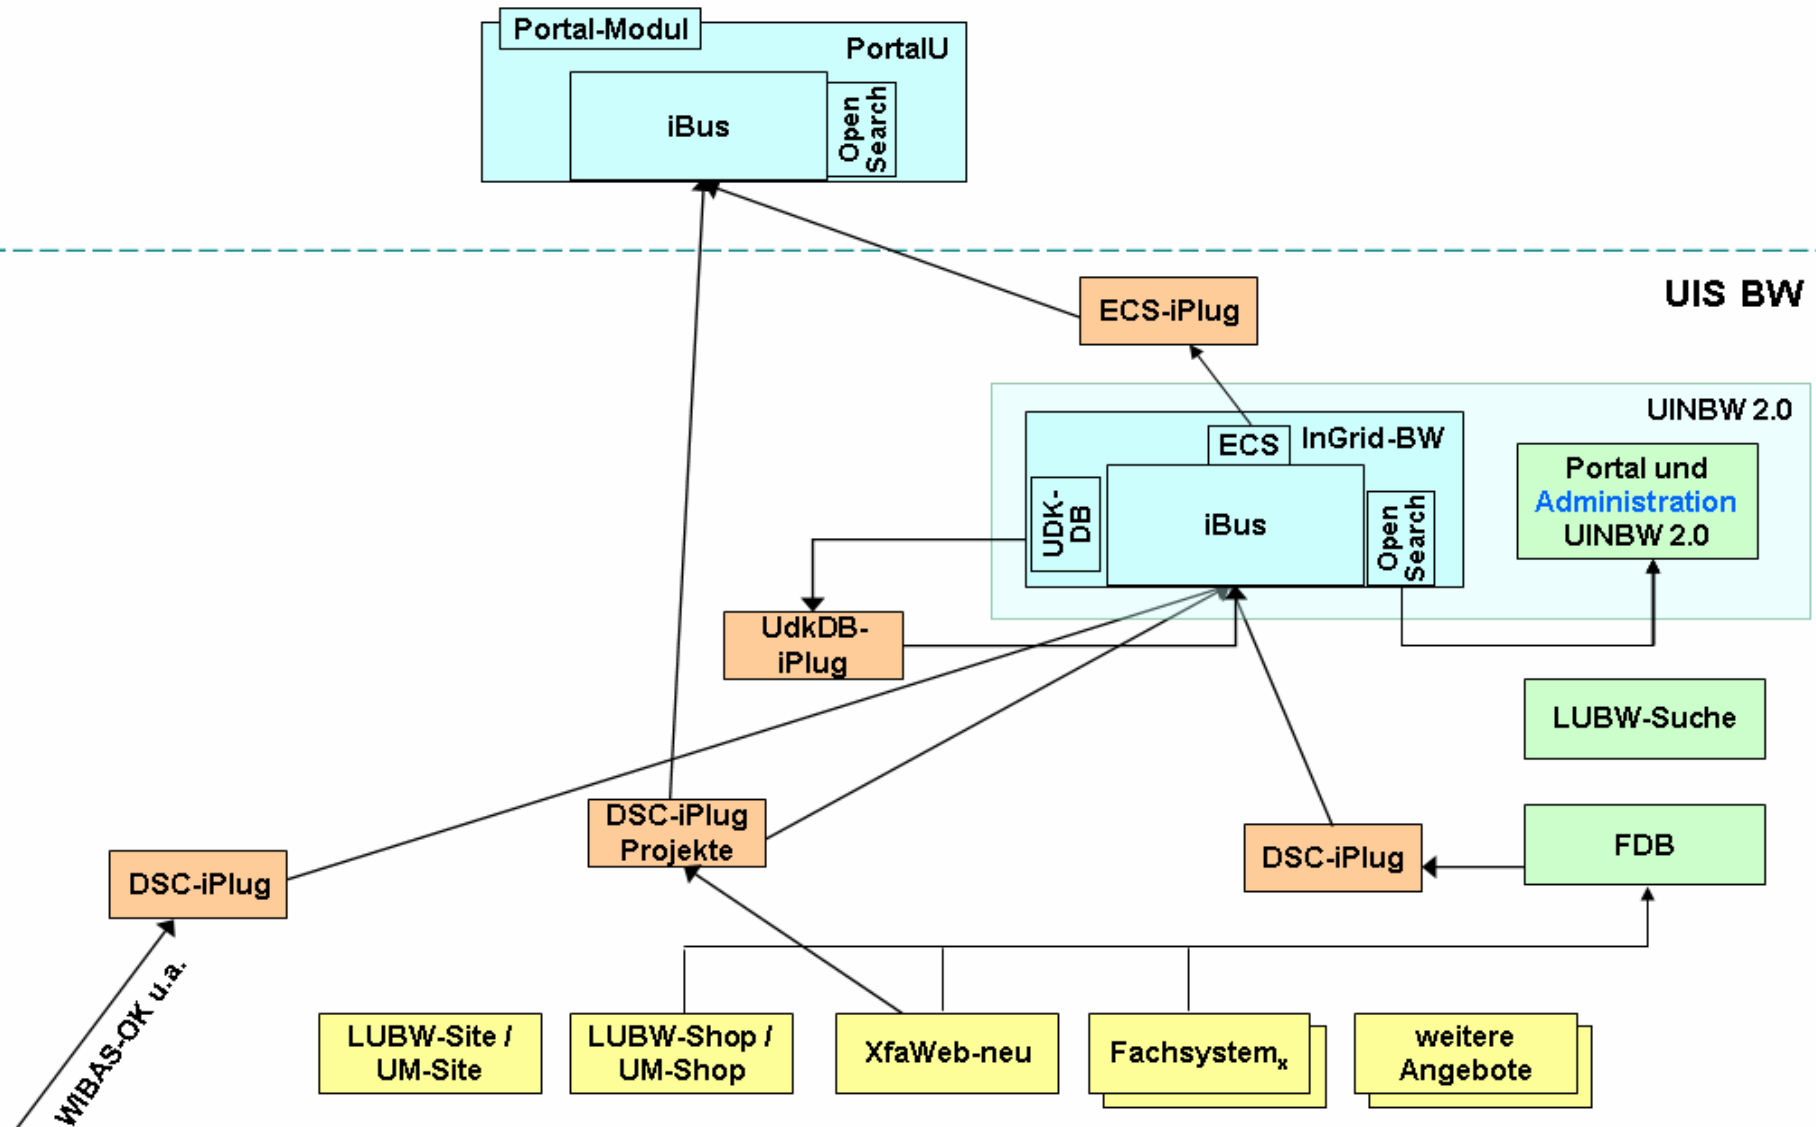 Portal-Modul
PortalU
iBus
Open
Search
UIS BW
ECS-iPlug
UINBW 2.0
InGrid-BW
ECS
UDK-
DB
iBus
Open
Search
Portal und
Administration
UINBW 2.0
UdkDB-
iPlug
LUBW-Suche
DSC-iPlug
Projekte
DSC-iPlug
FDB
DSC-iPlug
WIBAS-OK u.a.
LUBW-Site /
UM-Site
LUBW-Shop /
UM-Shop
XfaWeb-neu
Fachsystemx
weitere
Angebote